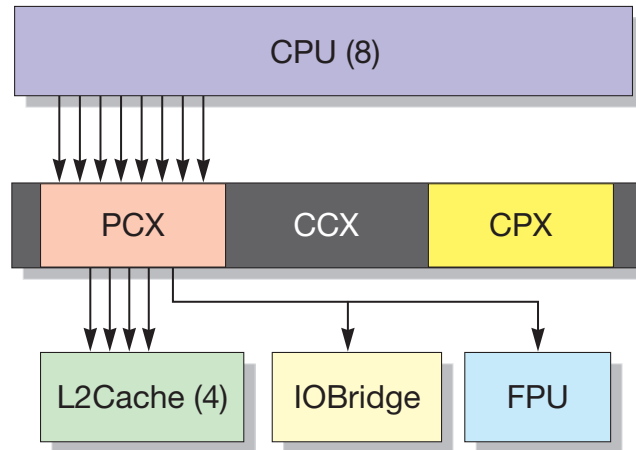 CPU (8)
PCX
CCX
CPX
L2Cache (4)
IOBridge
FPU